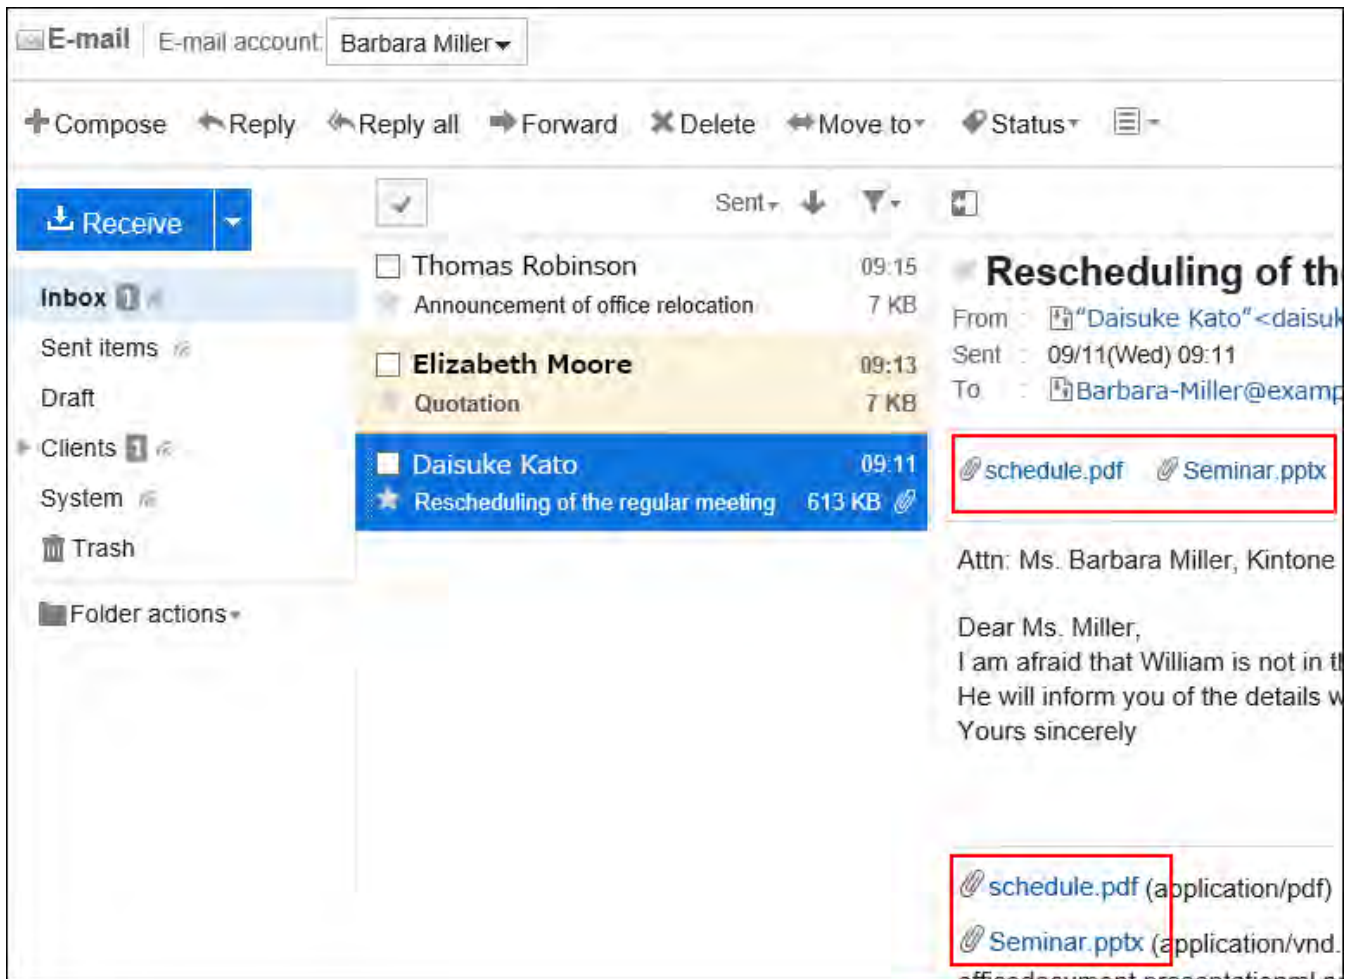 E-mail E-mail account: Barbara Miller
Compose Reply Reply all Forward Delete Move to Status
Receive
Inbox 1
Sent items
Draft
Clients 1
System
Trash
Folder actions
Sent
Thomas Robinson 09:15
Announcement of office relocation 7 KB
Elizabeth Moore 09:13
Quotation 7 KB
Daisuke Kato 09:11
Rescheduling of the regular meeting 613 KB
Rescheduling of th
From : "Daisuke Kato"<daisuk
Sent : 09/11(Wed) 09:11
To : Barbara-Miller@examp
schedule.pdf Seminar.pptx
Attn: Ms. Barbara Miller, Kintone
Dear Ms. Miller,
I am afraid that William is not in th
He will inform you of the details w
Yours sincerely
schedule.pdf (application/pdf)
Seminar.pptx (application/vnd.